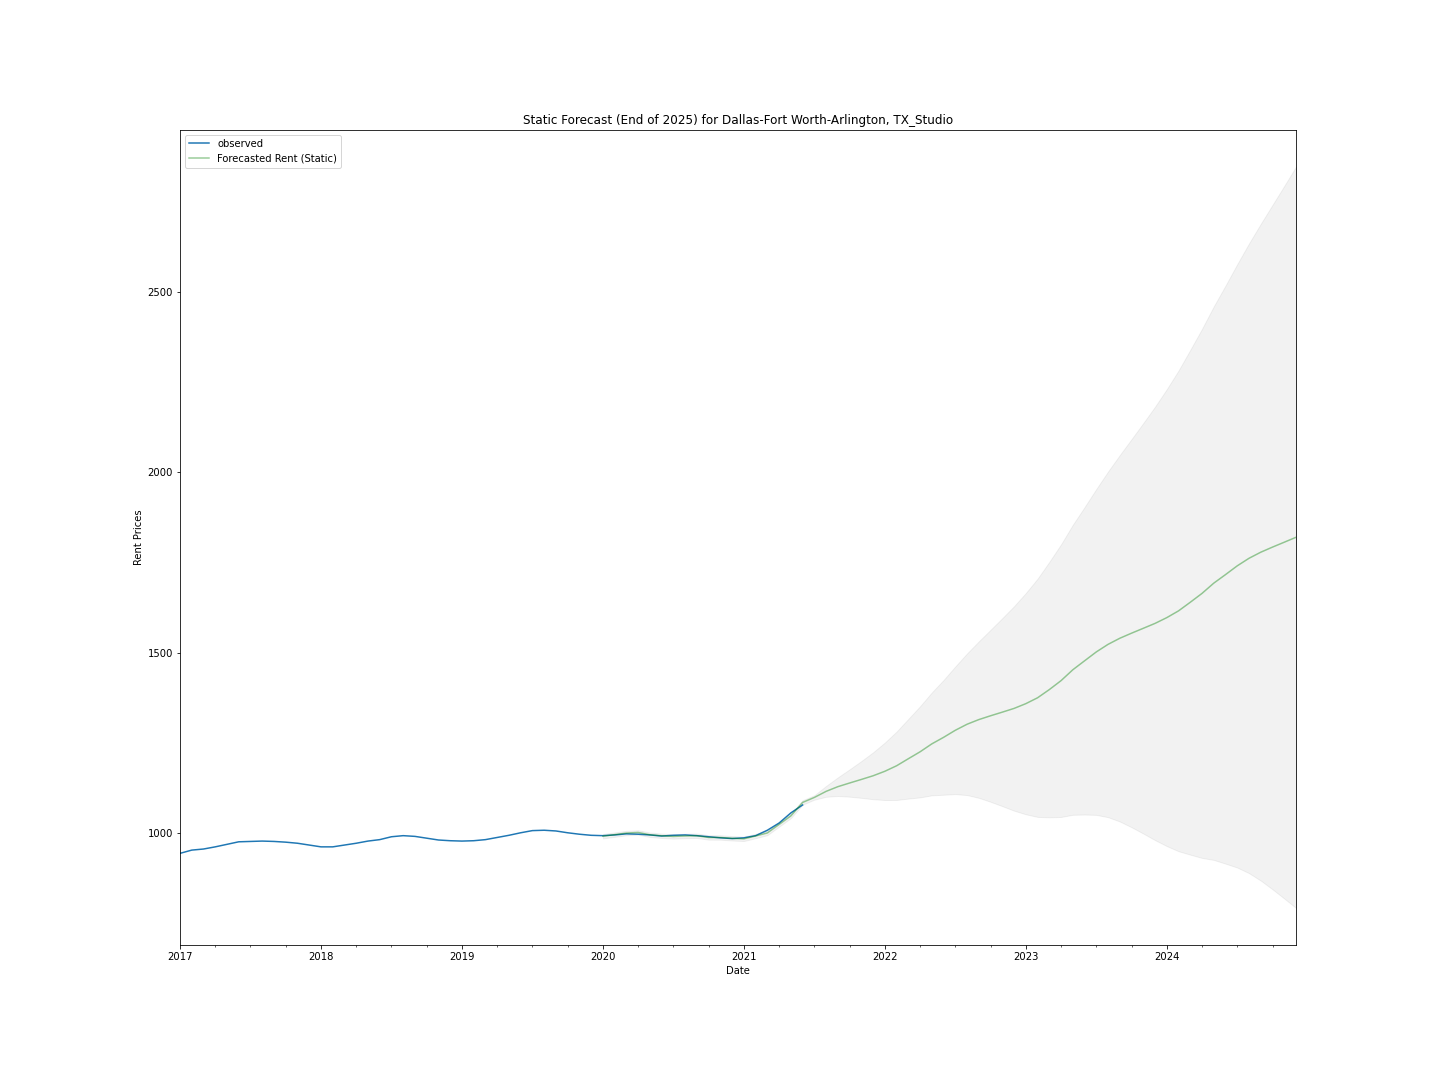 Static Forecast (End of 2025) for Dallas-Fort Worth-Arlington, TX_Studio
observed
Forecasted Rent (Static)
2500
2000
1500
1000
Rent Prices
2017 2018 2019 2020 2021 2022 2023 2024
Date